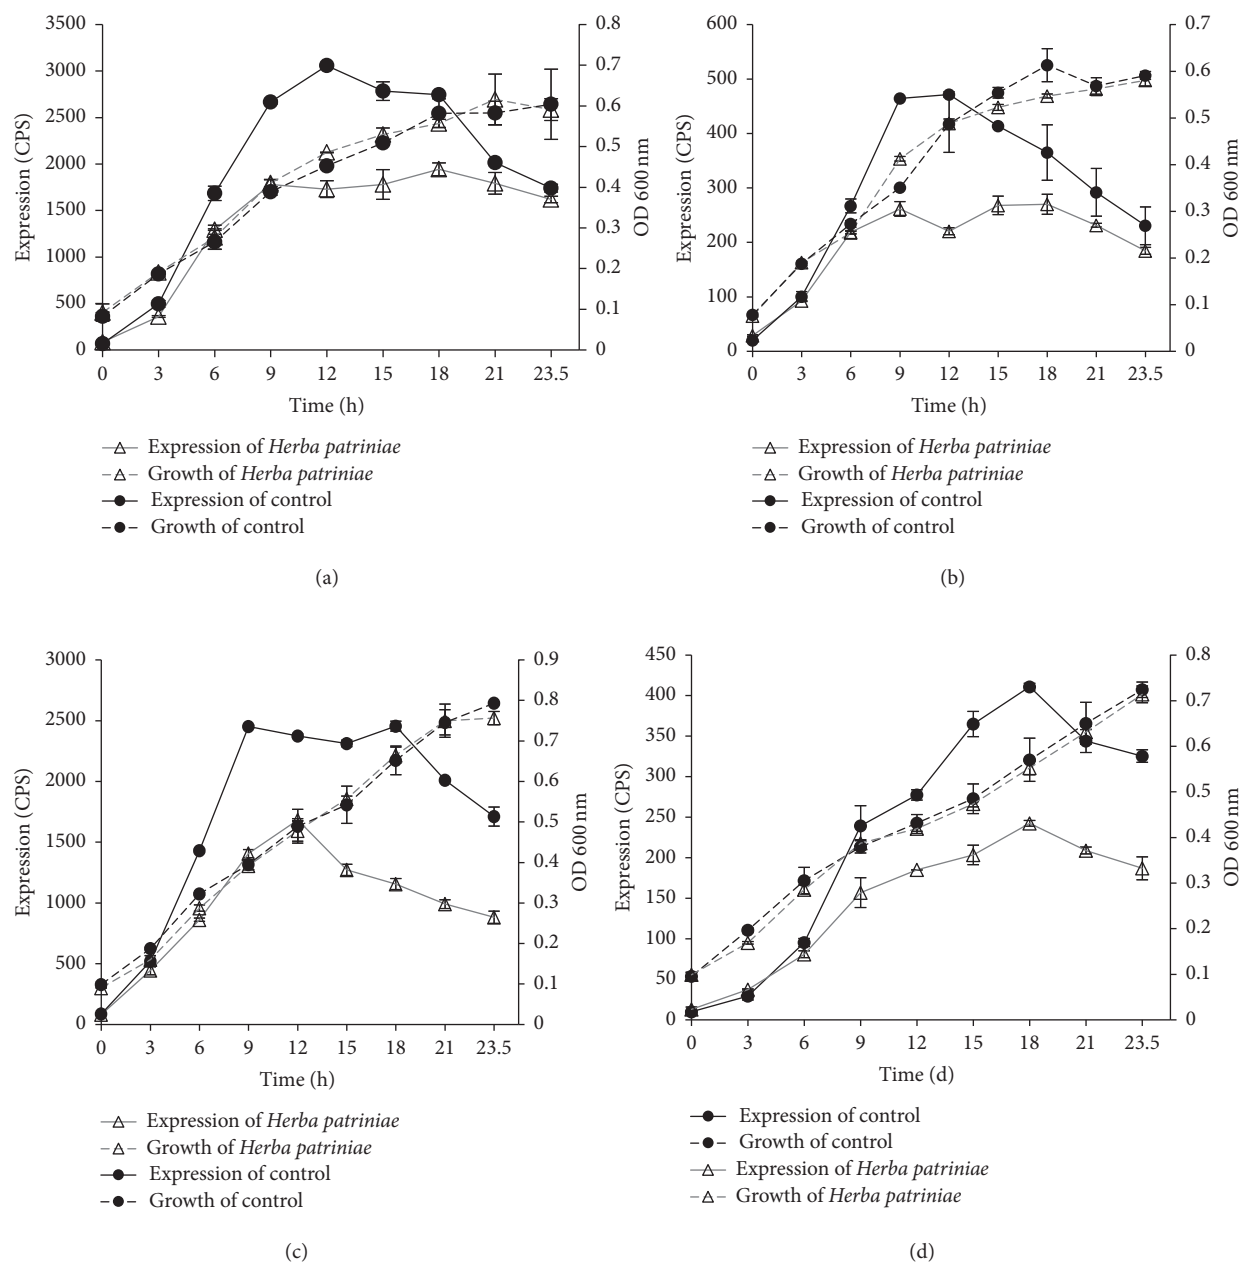 3500
3000
2500
2000
1500
1000
500
0
Expression (CPS)
0.8
0.7
0.6
0.5
0.4
0.3
0.2
0.1
0
OD 600 nm
0 3 6 9 12 15 18 21 23.5
Time (h)
Expression of Herba patriniae
Growth of Herba patriniae
Expression of control
Growth of control
(a)
600
500
400
300
200
100
0
Expression (CPS)
0.7
0.6
0.5
0.4
0.3
0.2
0.1
0
OD 600 nm
0 3 6 9 12 15 18 21 23.5
Time (h)
Expression of Herba patriniae
Growth of Herba patriniae
Expression of control
Growth of control
(b)
3000
2500
2000
1500
1000
500
0
Expression (CPS)
0.9
0.8
0.7
0.6
0.5
0.4
0.3
0.2
0.1
0
OD 600 nm
0 3 6 9 12 15 18 21 23.5
Time (h)
Expression of Herba patriniae
Growth of Herba patriniae
Expression of control
Growth of control
(c)
450
400
350
300
250
200
150
100
50
0
Expression (CPS)
0.8
0.7
0.6
0.5
0.4
0.3
0.2
0.1
0
OD 600 nm
0 3 6 9 12 15 18 21 23.5
Time (d)
Expression of control
Growth of control
Expression of Herba patriniae
Growth of Herba patriniae
(d)